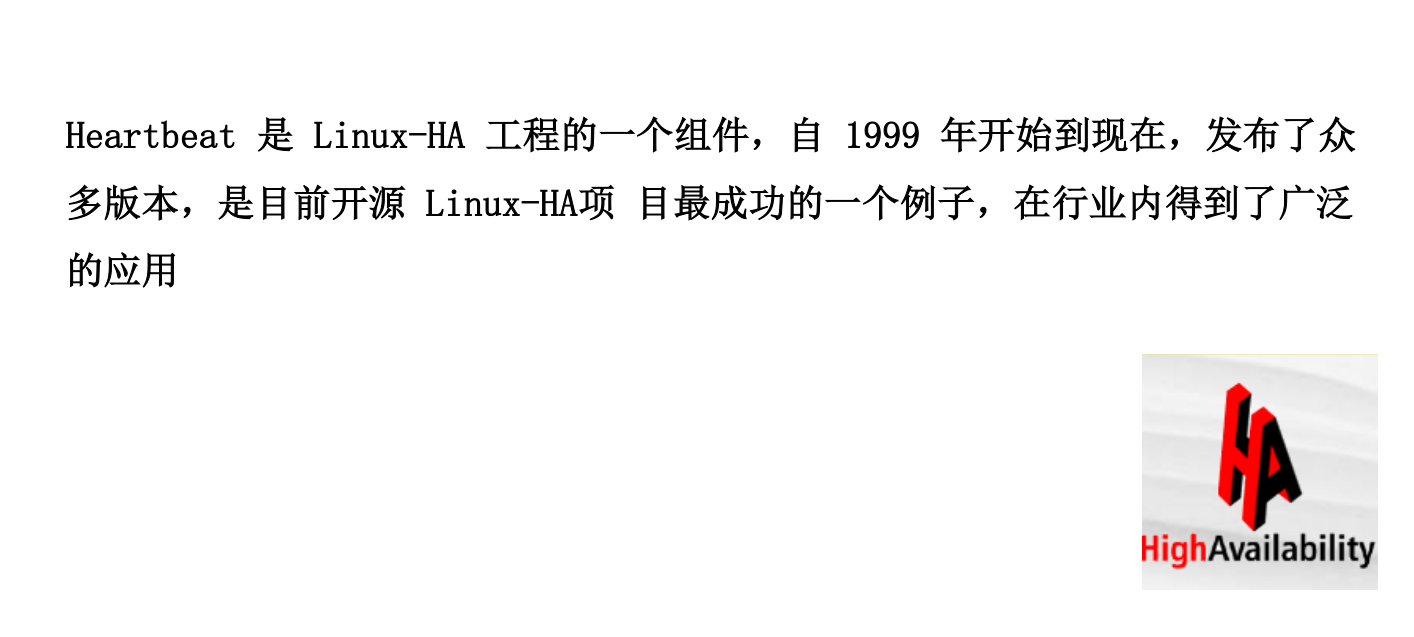 Heartbeat 是 Linux-HA 工程的一个组件，自 1999 年开始到现在，发布了众
多版本，是目前开源 Linux-HA项 目最成功的一个例子，在行业内得到了广泛
的应用
HA
HighAvailability